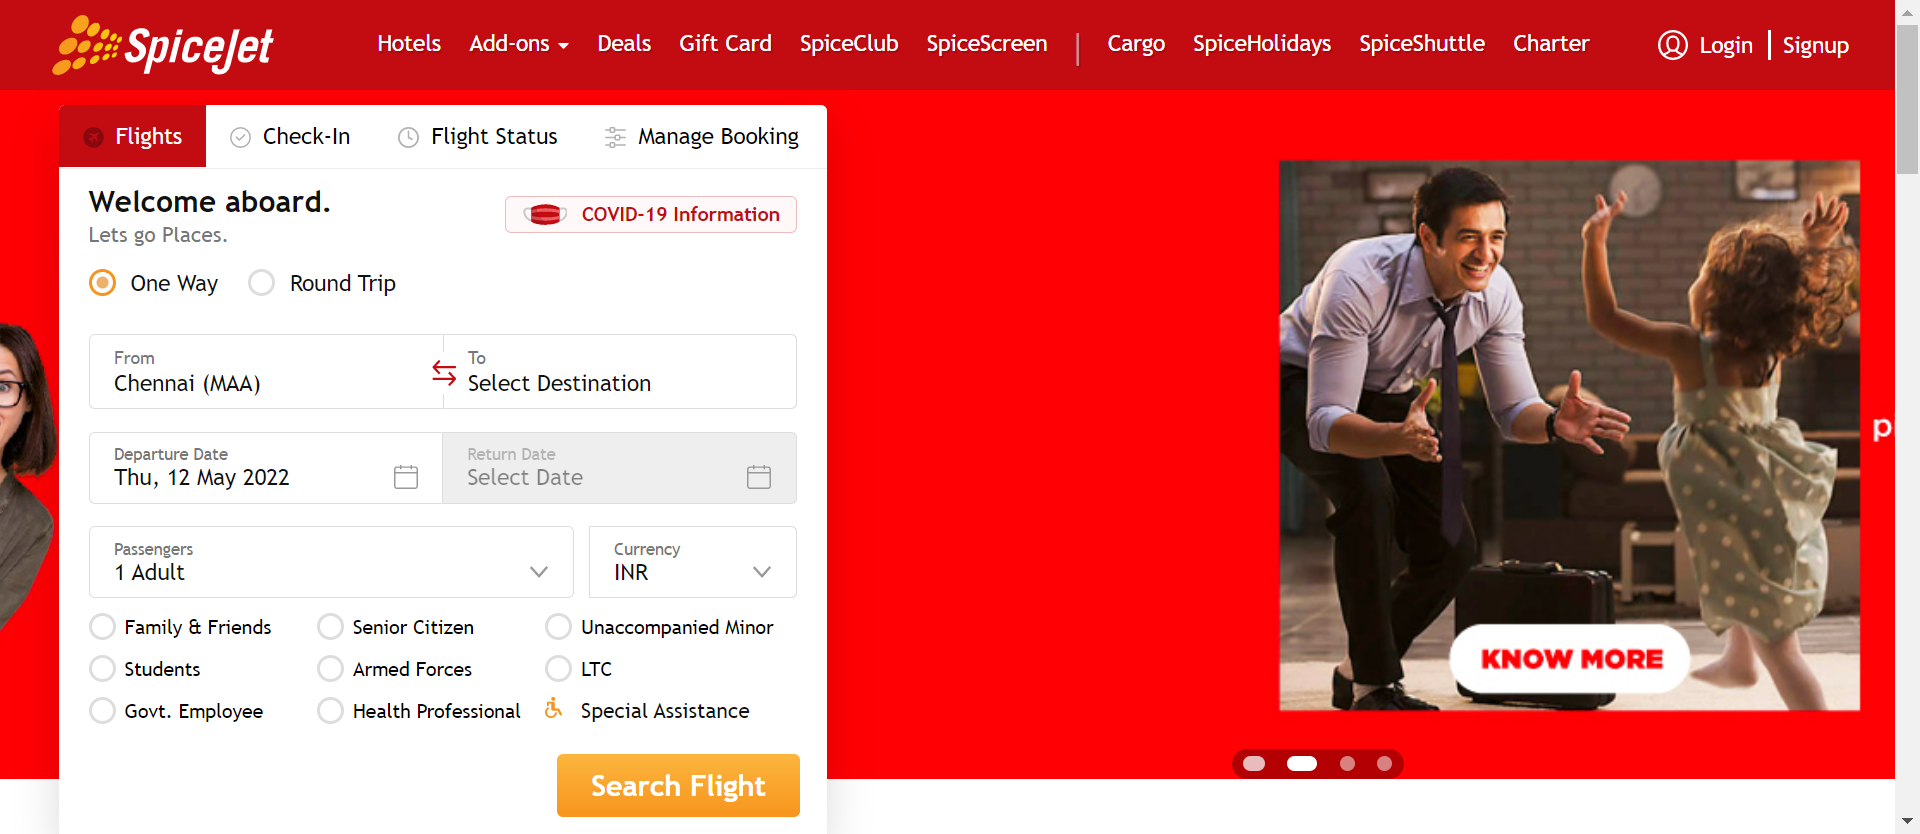 SpiceJet
Hotels Add-ons Deals Gift Card SpiceClub SpiceScreen | Cargo SpiceHolidays SpiceShuttle Charter Login | Signup
Flights Check-In Flight Status Manage Booking
Welcome aboard.
COVID-19 Information
Lets go Places.
One Way Round Trip
From To
Chennai (MAA) Select Destination
Departure Date Return Date
Thu, 12 May 2022 Select Date
Passengers Currency
1 Adult INR
Family & Friends Senior Citizen Unaccompanied Minor
Students Armed Forces LTC
Govt. Employee Health Professional Special Assistance
Search Flight
KNOW MORE